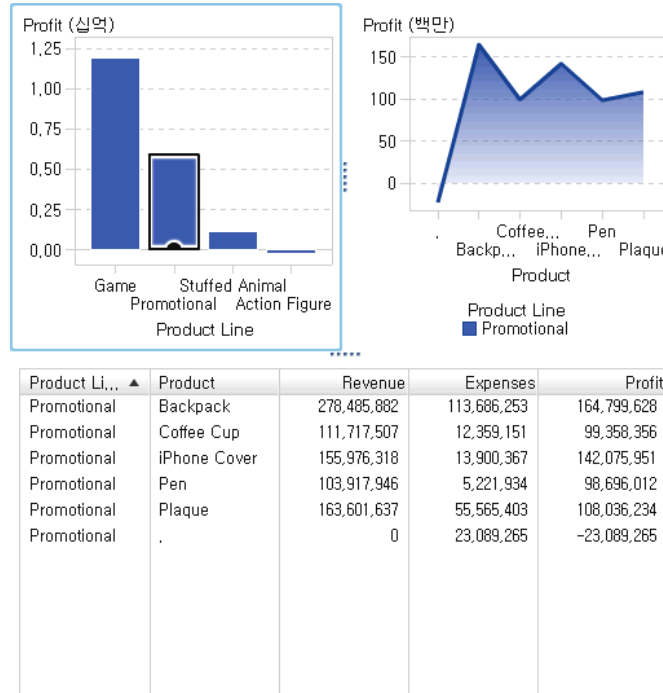 Profit (십억)
1,25
1,00
0,75
0,50
0,25
0,00
Game
Stuffed Animal
Promotional
Action Figure
Product Line
Profit (백만)
150
100
50
0
.
Coffee...
Pen
Backp...
iPhone...
Plaque
Product
Product Line
Promotional
Product Li... ▲ Product Revenue Expenses Profit
Promotional Backpack 278,485,882 113,686,253 164,799,628
Promotional Coffee Cup 111,717,507 12,359,151 99,358,356
Promotional iPhone Cover 155,976,318 13,900,367 142,075,951
Promotional Pen 103,917,946 5,221,934 98,696,012
Promotional Plaque 163,601,637 55,565,403 108,036,234
Promotional . 0 23,089,265 -23,089,265